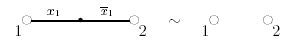 x₁ x̅₁
1 2 ~ 1 2